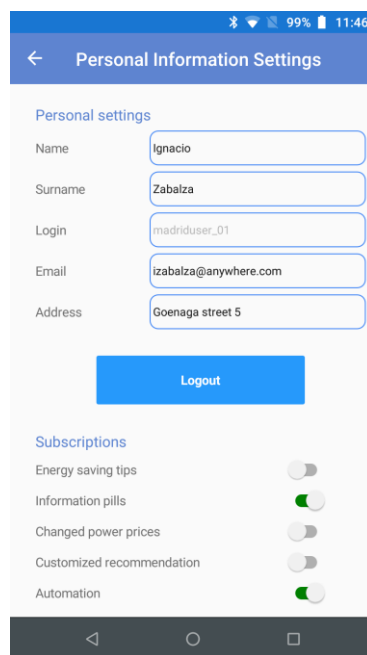 99% 11:46
Personal Information Settings
Personal settings
Name Ignacio
Surname Zabalza
Login madriduser_01
Email izabalza@anywhere.com
Address Goenaga street 5
Logout
Subscriptions
Energy saving tips
Information pills
Changed power prices
Customized recommendation
Automation